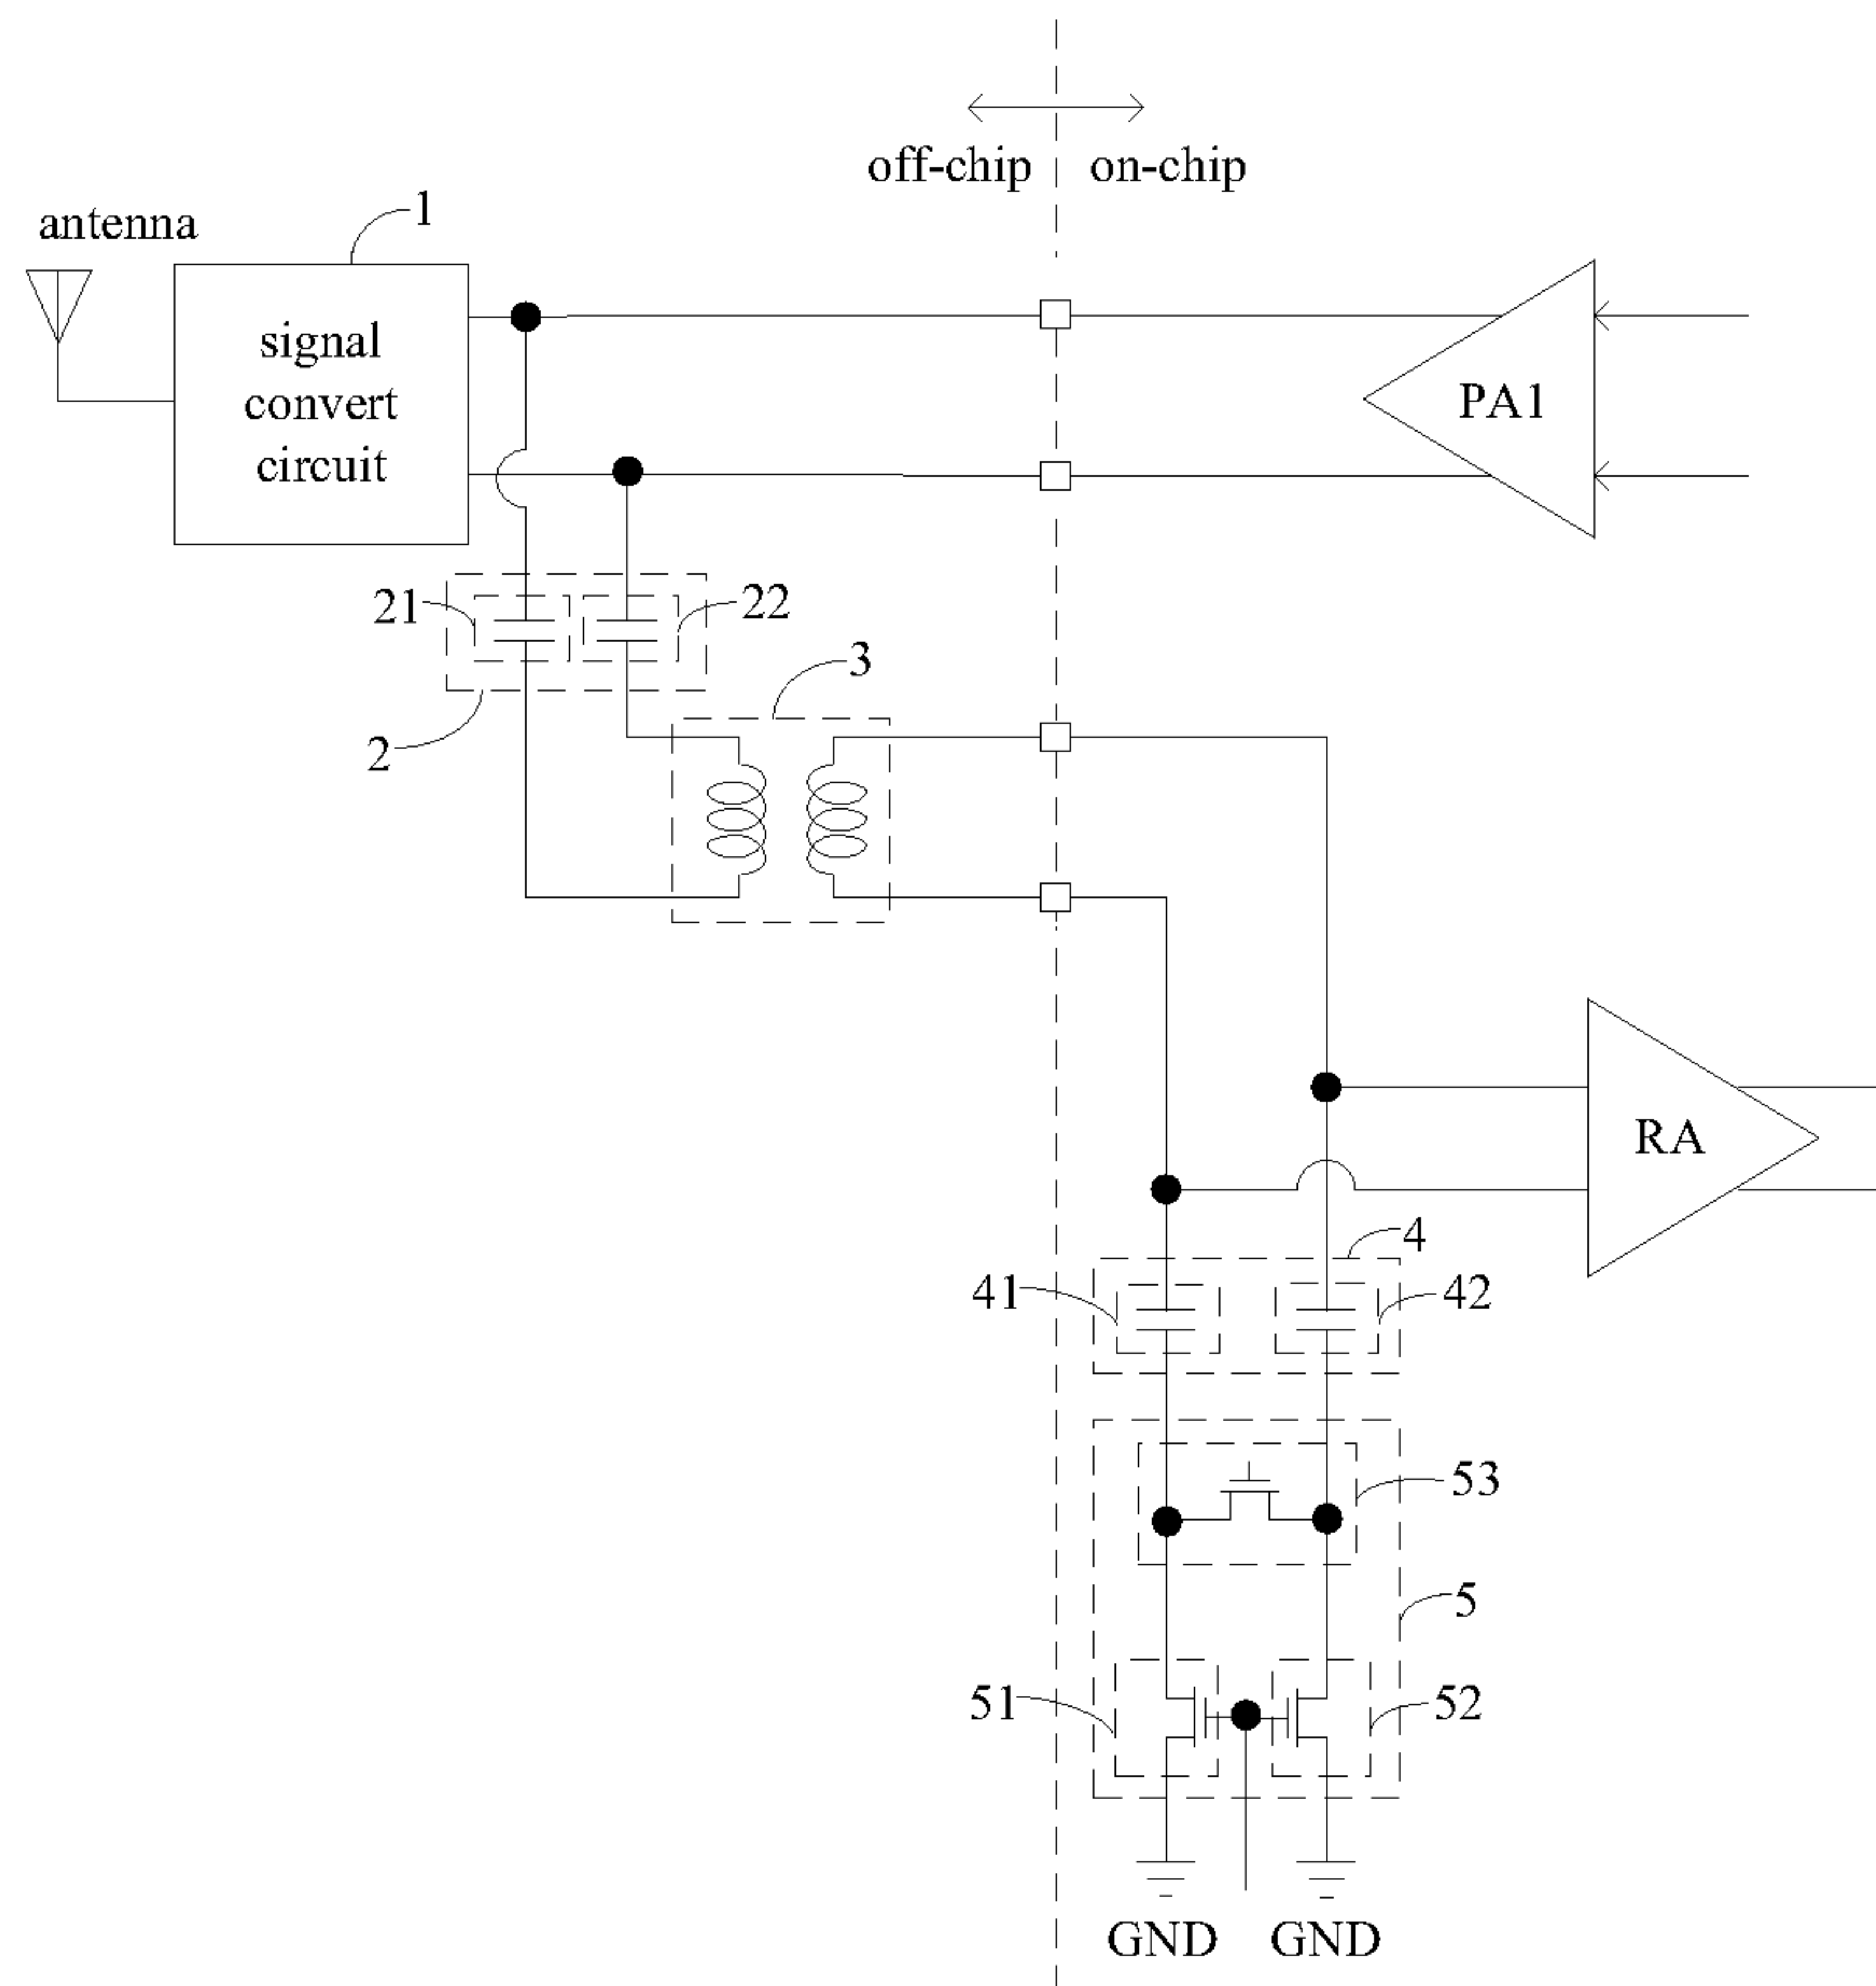 off-chip on-chip
antenna
1
signal
convert
circuit
PA1
21
22
2
3
RA
4
41
42
53
5
51
52
GND GND